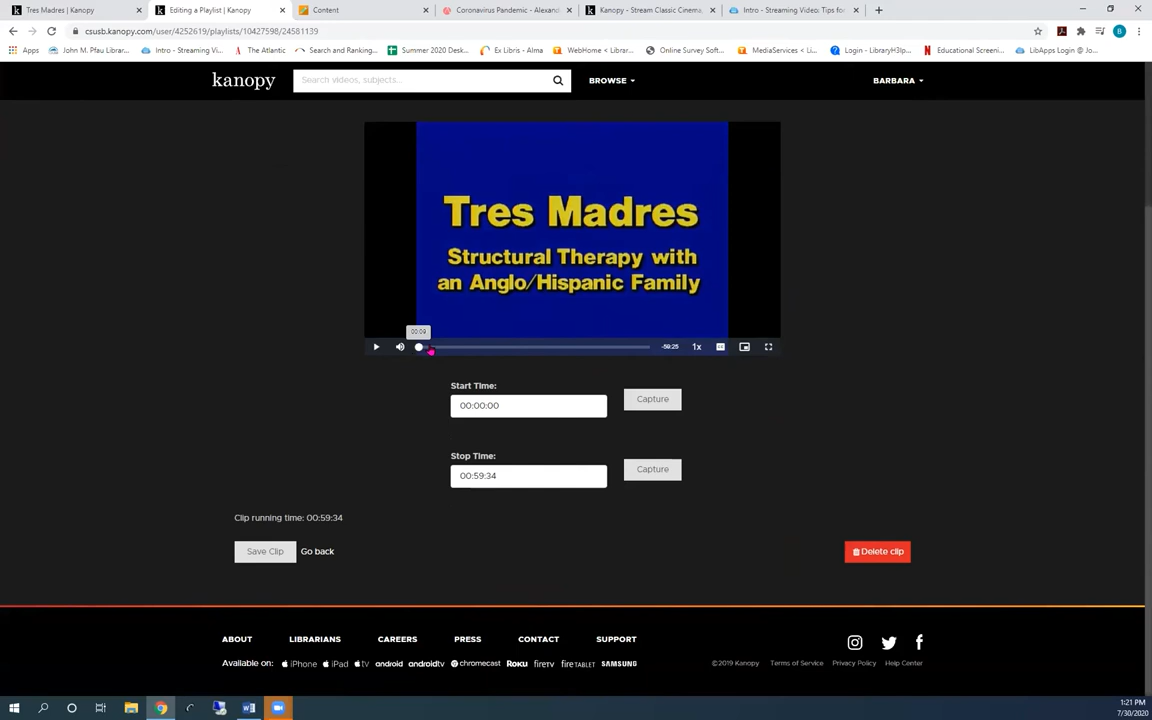 Tres Madres | Kanopy
Editing a Playlist | Kanopy
Content
Coronavirus Pandemic - Alexand
Kanopy - Stream Classic Cinema,
Intro - Streaming Video: Tips for
csusb.kanopy.com/user/4252619/playlists/10427598/24581139
Apps
John M. Pfau Librar...
Intro - Streaming Vi...
The Atlantic
Search and Ranking...
Summer 2020 Desk...
Ex Libris - Alma
WebHome < Librar...
Online Survey Soft...
MediaServices < Li...
Login - LibraryH3lp...
Educational Screeni...
LibApps Login @ Jo...
kanopy
Search videos, subjects...
BROWSE
BARBARA
Tres Madres
Structural Therapy with
an Anglo/Hispanic Family
00:09
-59:25
1x
Start Time:
00:00:00
Capture
Stop Time:
00:59:34
Capture
Clip running time: 00:59:34
Save Clip
Go back
Delete clip
ABOUT
LIBRARIANS
CAREERS
PRESS
CONTACT
SUPPORT
Available on:
iPhone
iPad
tv
android
androidtv
chromecast
Roku
fireTV
fireTABLET
SAMSUNG
©2019 Kanopy
Terms of Service
Privacy Policy
Help Center
1:21 PM
7/30/2020